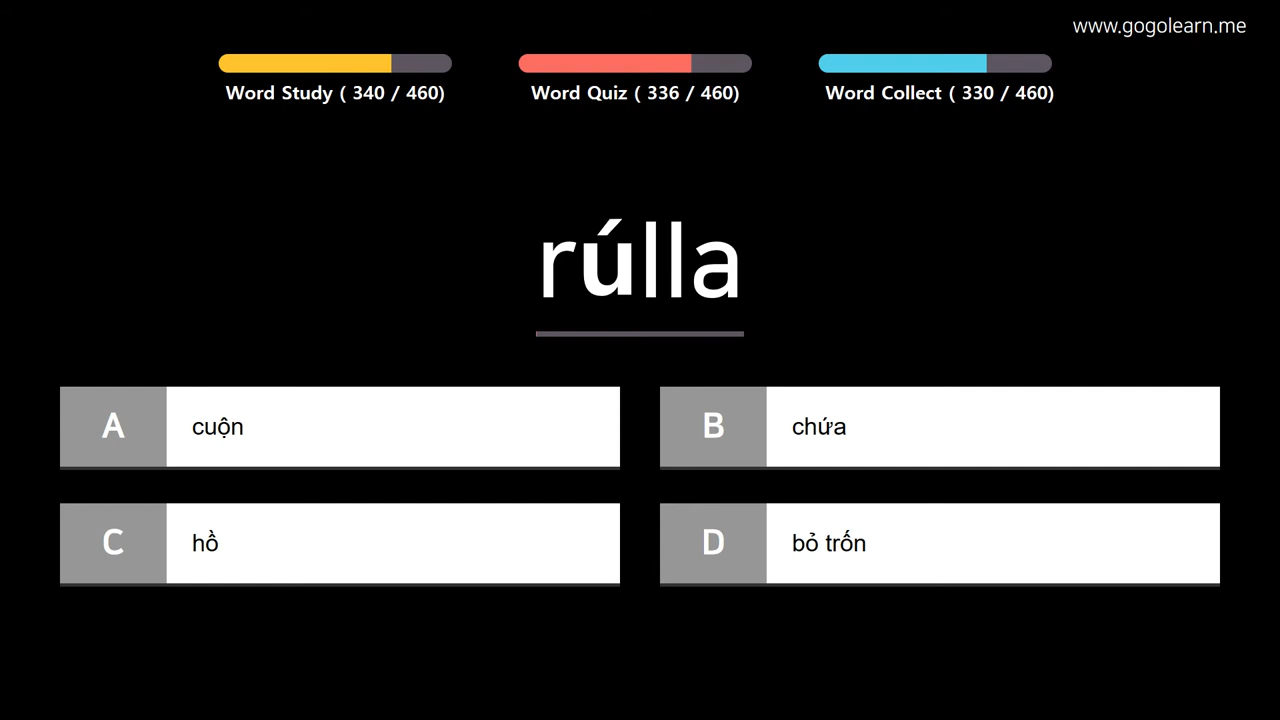 www.gogolearn.me
Word Study ( 340 / 460)
Word Quiz ( 336 / 460)
Word Collect ( 330 / 460)
rúlla
A cuộn
B chứa
C hồ
D bỏ trốn